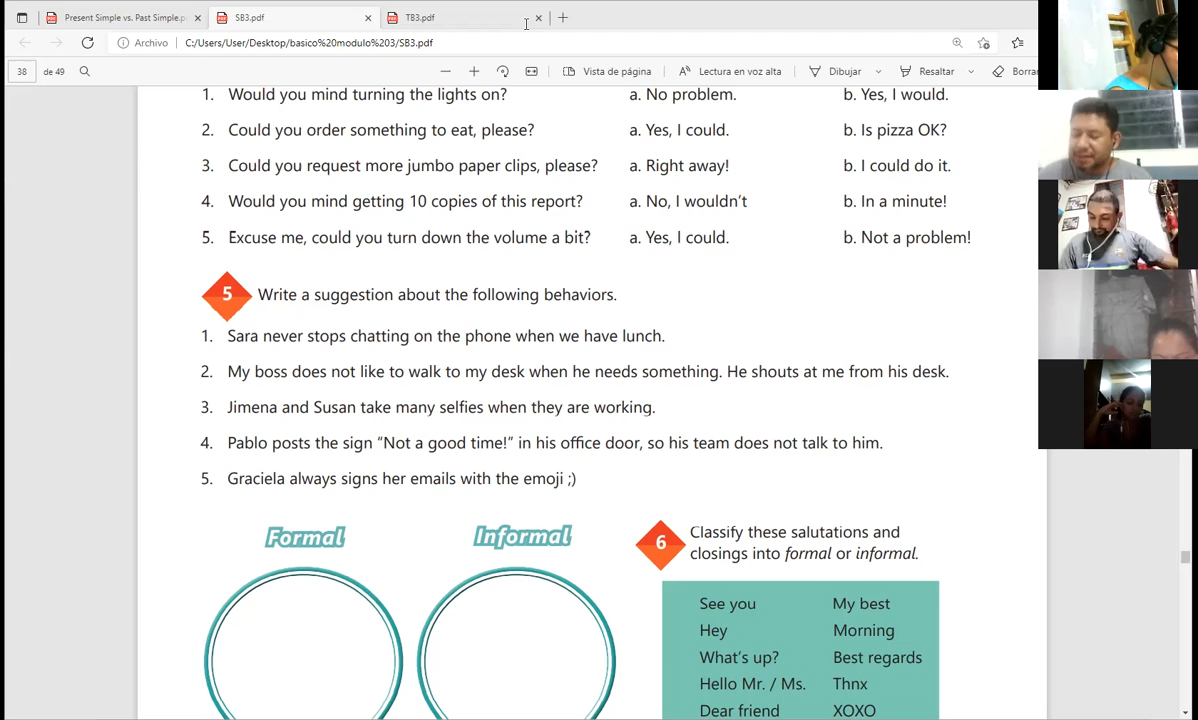 Present Simple vs. Past Simple.p
SB3.pdf
TB3.pdf
Archivo
C:/Users/User/Desktop/basico%20modulo%203/SB3.pdf
38
de 49
Vista de página
Lectura en voz alta
Dibujar
Resaltar
Borrar
1. Would you mind turning the lights on? a. No problem. b. Yes, I would.
2. Could you order something to eat, please? a. Yes, I could. b. Is pizza OK?
3. Could you request more jumbo paper clips, please? a. Right away! b. I could do it.
4. Would you mind getting 10 copies of this report? a. No, I wouldn't b. In a minute!
5. Excuse me, could you turn down the volume a bit? a. Yes, I could. b. Not a problem!
5 Write a suggestion about the following behaviors.
1. Sara never stops chatting on the phone when we have lunch.
2. My boss does not like to walk to my desk when he needs something. He shouts at me from his desk.
3. Jimena and Susan take many selfies when they are working.
4. Pablo posts the sign “Not a good time!” in his office door, so his team does not talk to him.
5. Graciela always signs her emails with the emoji ;)
Formal
Informal
6 Classify these salutations and
closings into formal or informal.
See you My best
Hey Morning
What's up? Best regards
Hello Mr. / Ms. Thnx
Dear friend XOXO